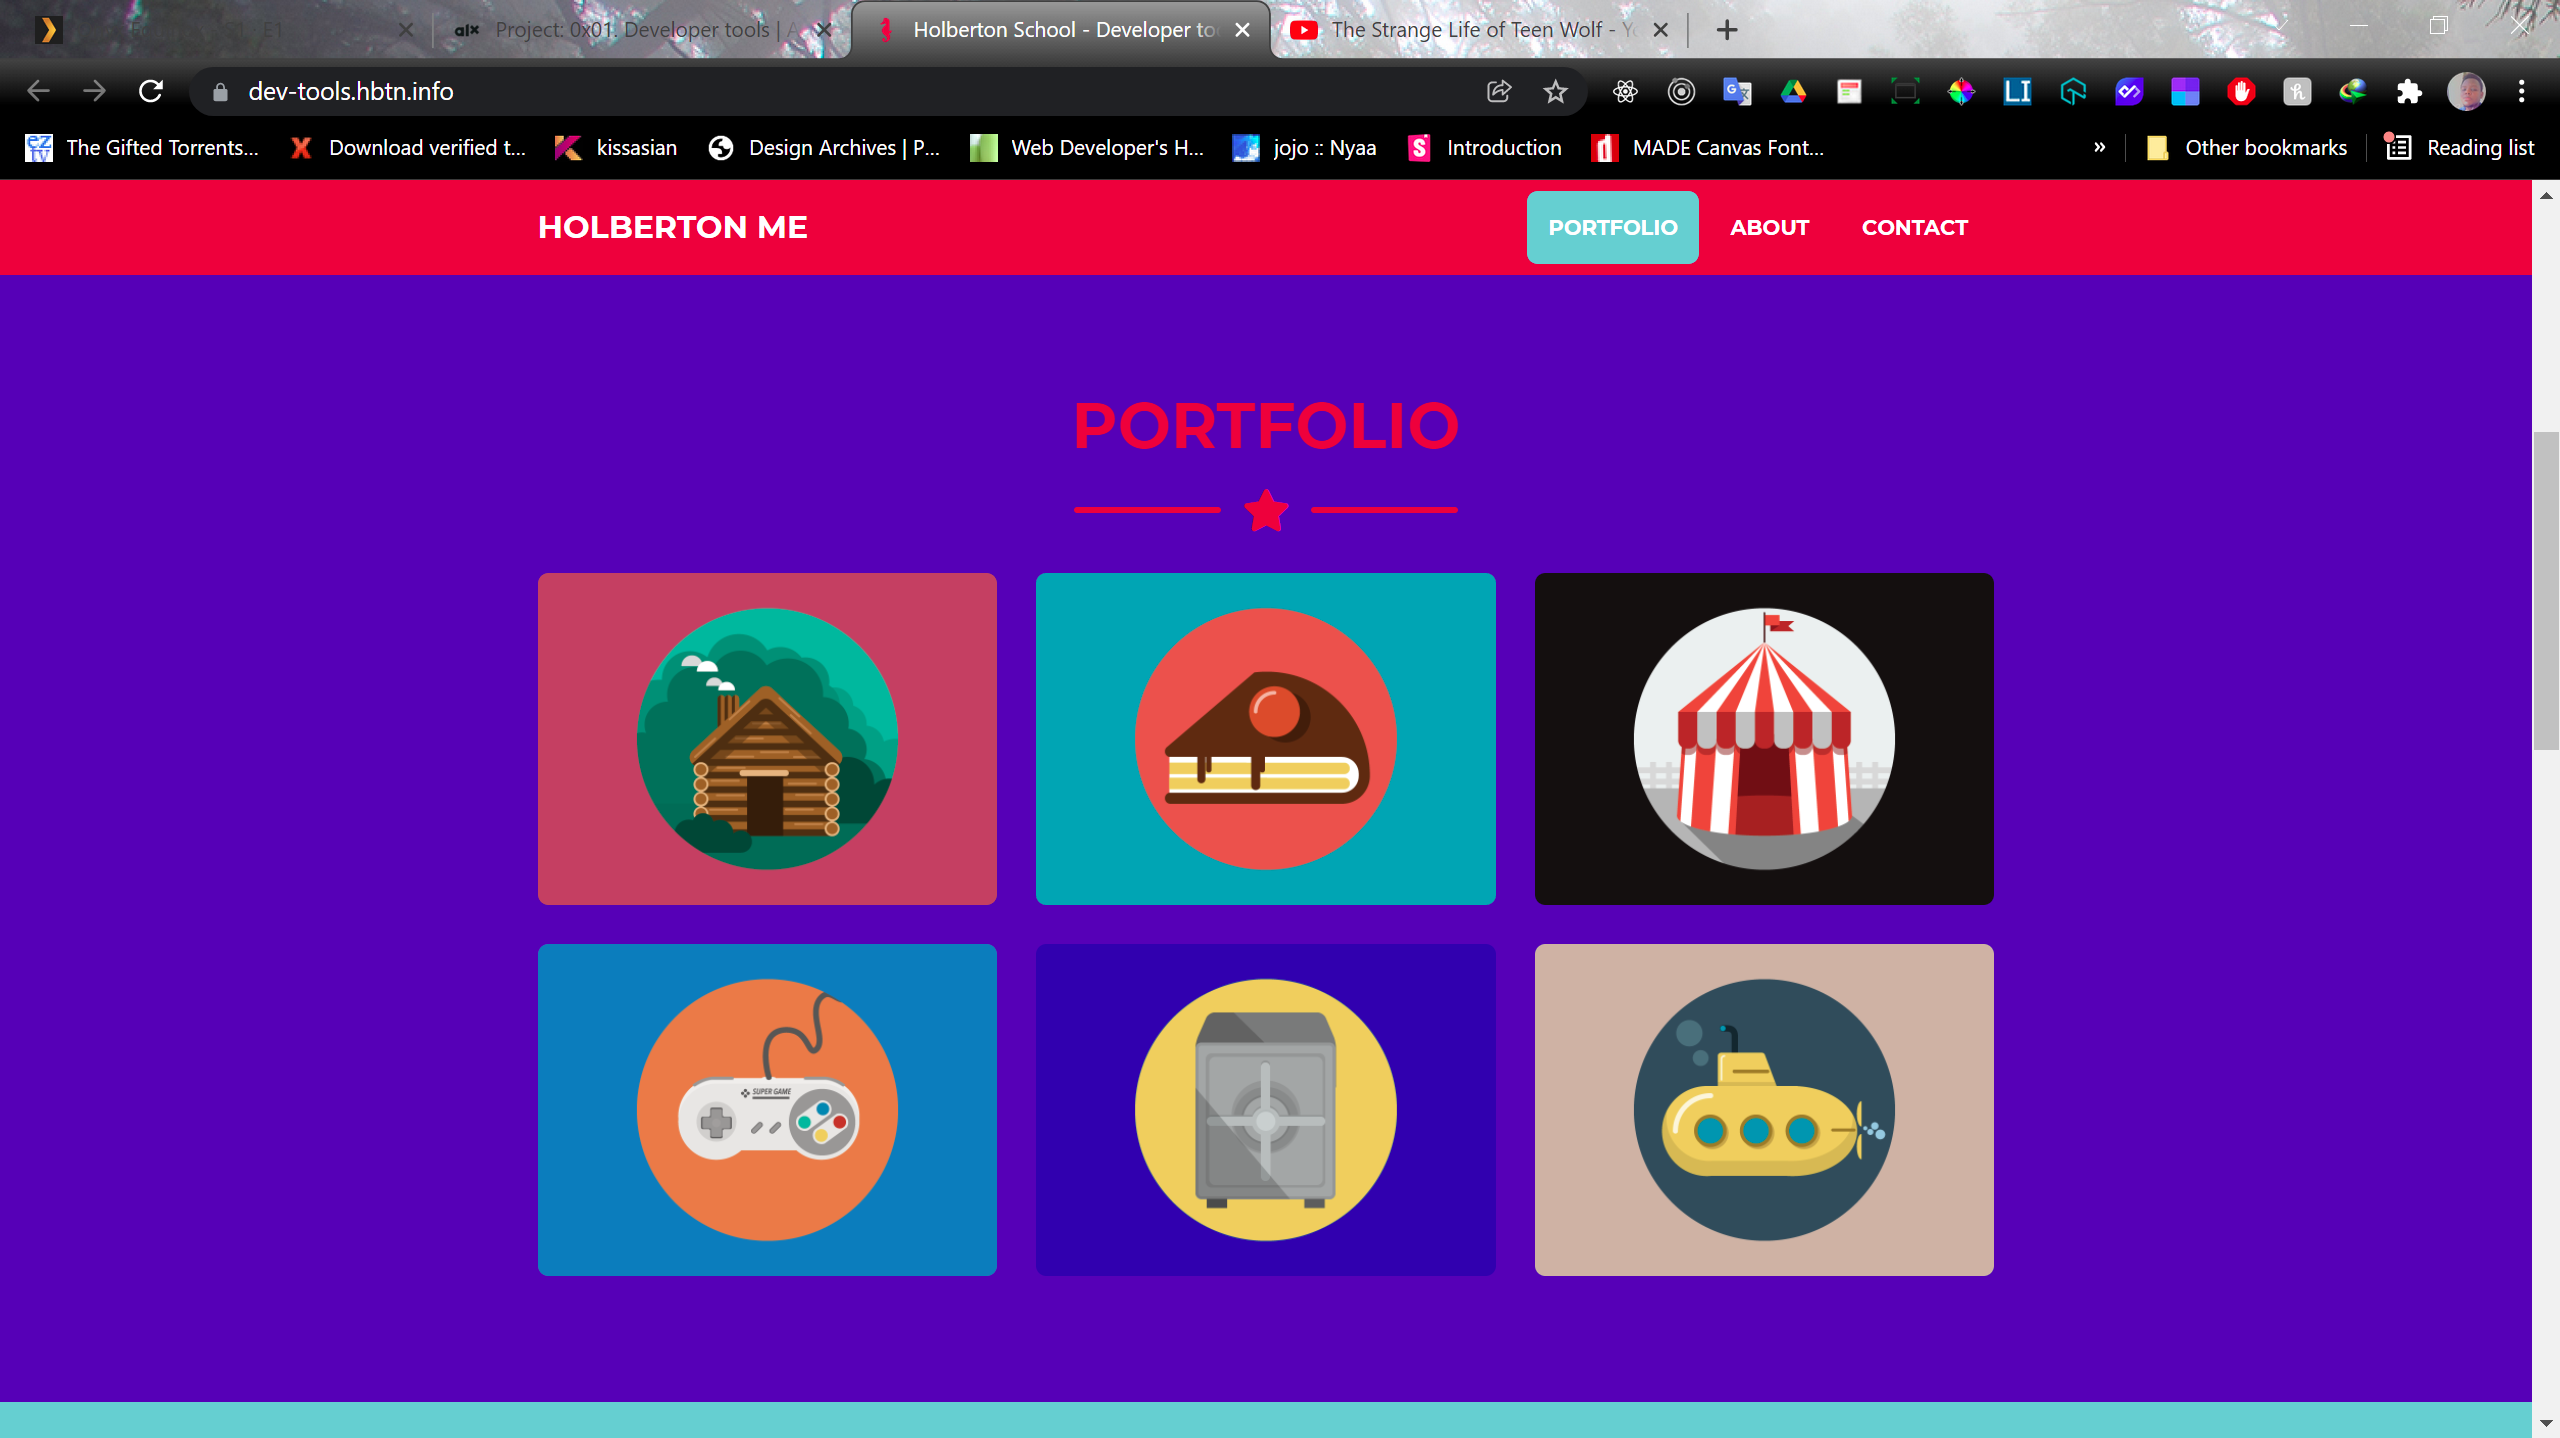 Project: 0x01. Developer tools | A
Holberton School - Developer to
The Strange Life of Teen Wolf - Yo
dev-tools.hbtn.info
The Gifted Torrents...
Download verified t...
kissasian
Design Archives | P...
Web Developer's H...
jojo :: Nyaa
Introduction
MADE Canvas Font...
»
Other bookmarks
Reading list
HOLBERTON ME
PORTFOLIO
ABOUT
CONTACT
PORTFOLIO
SUPER GAME